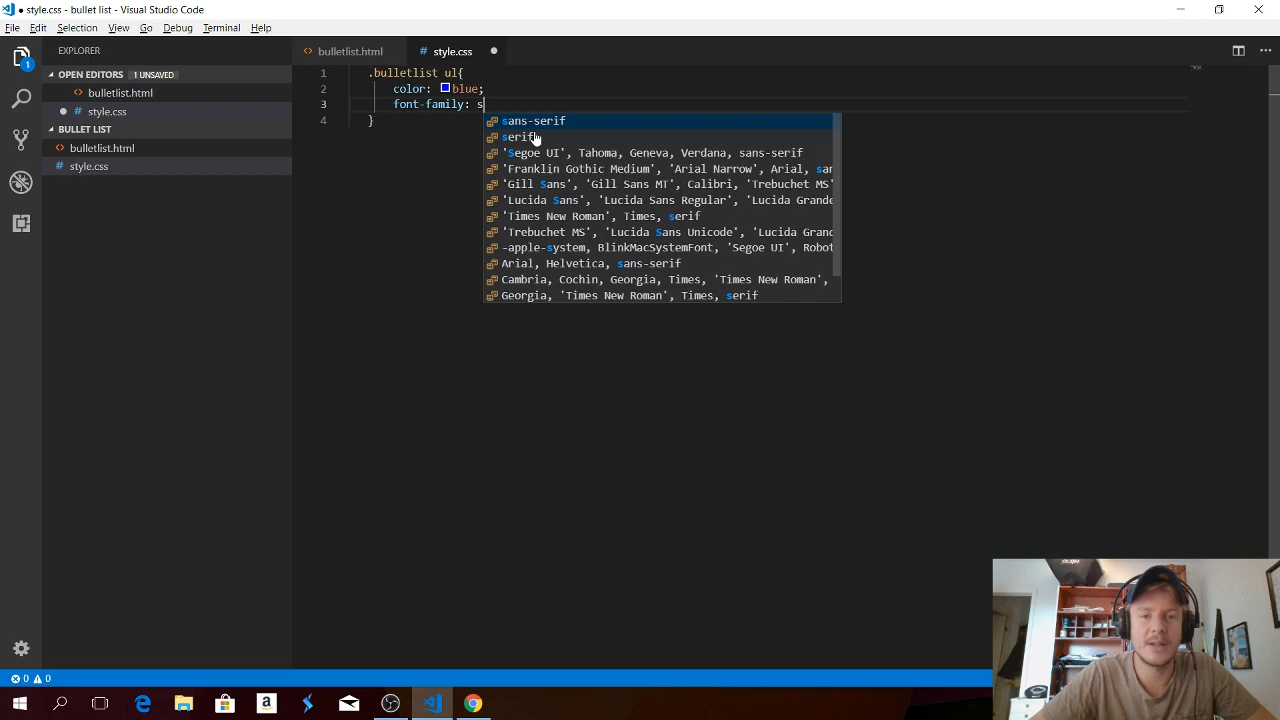 style.css - bullet list - Visual Studio Code
File Edit Selection View Go Debug Terminal Help
EXPLORER
bulletlist.html
style.css
OPEN EDITORS 1 UNSAVED
bulletlist.html
style.css
BULLET LIST
bulletlist.html
style.css
1 .bulletlist ul{
2 color: blue;
3 font-family: s
4 }
sans-serif
serif
'Segoe UI', Tahoma, Geneva, Verdana, sans-serif
'Franklin Gothic Medium', 'Arial Narrow', Arial, sa
'Gill Sans', 'Gill Sans MT', Calibri, 'Trebuchet MS'
'Lucida Sans', 'Lucida Sans Regular', 'Lucida Grande
'Times New Roman', Times, serif
'Trebuchet MS', 'Lucida Sans Unicode', 'Lucida Gran
-apple-system, BlinkMacSystemFont, 'Segoe UI', Robot
Arial, Helvetica, sans-serif
Cambria, Cochin, Georgia, Times, 'Times New Roman',
Georgia, 'Times New Roman', Times, serif
1
0 0